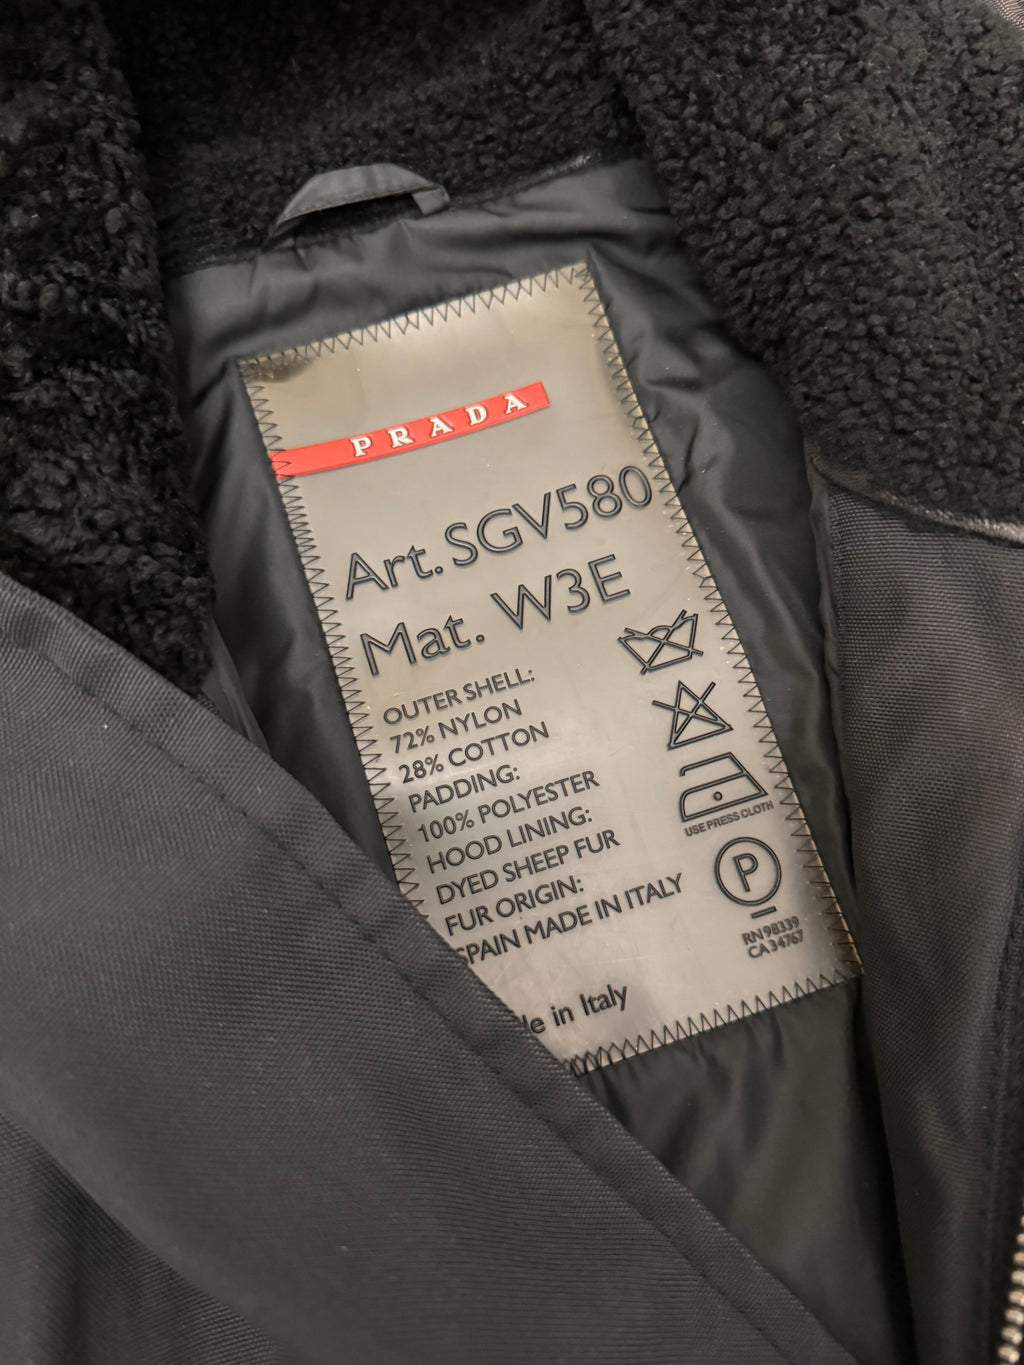 PRADA
Art. SGV580
Mat. W3E
OUTER SHELL:
72% NYLON
28% COTTON
PADDING:
100% POLYESTER
HOOD LINING:
DYED SHEEP FUR
FUR ORIGIN:
SPAIN MADE IN ITALY
in Italy
USE PRESS CLOTH
P
RN 98339
CA 34767